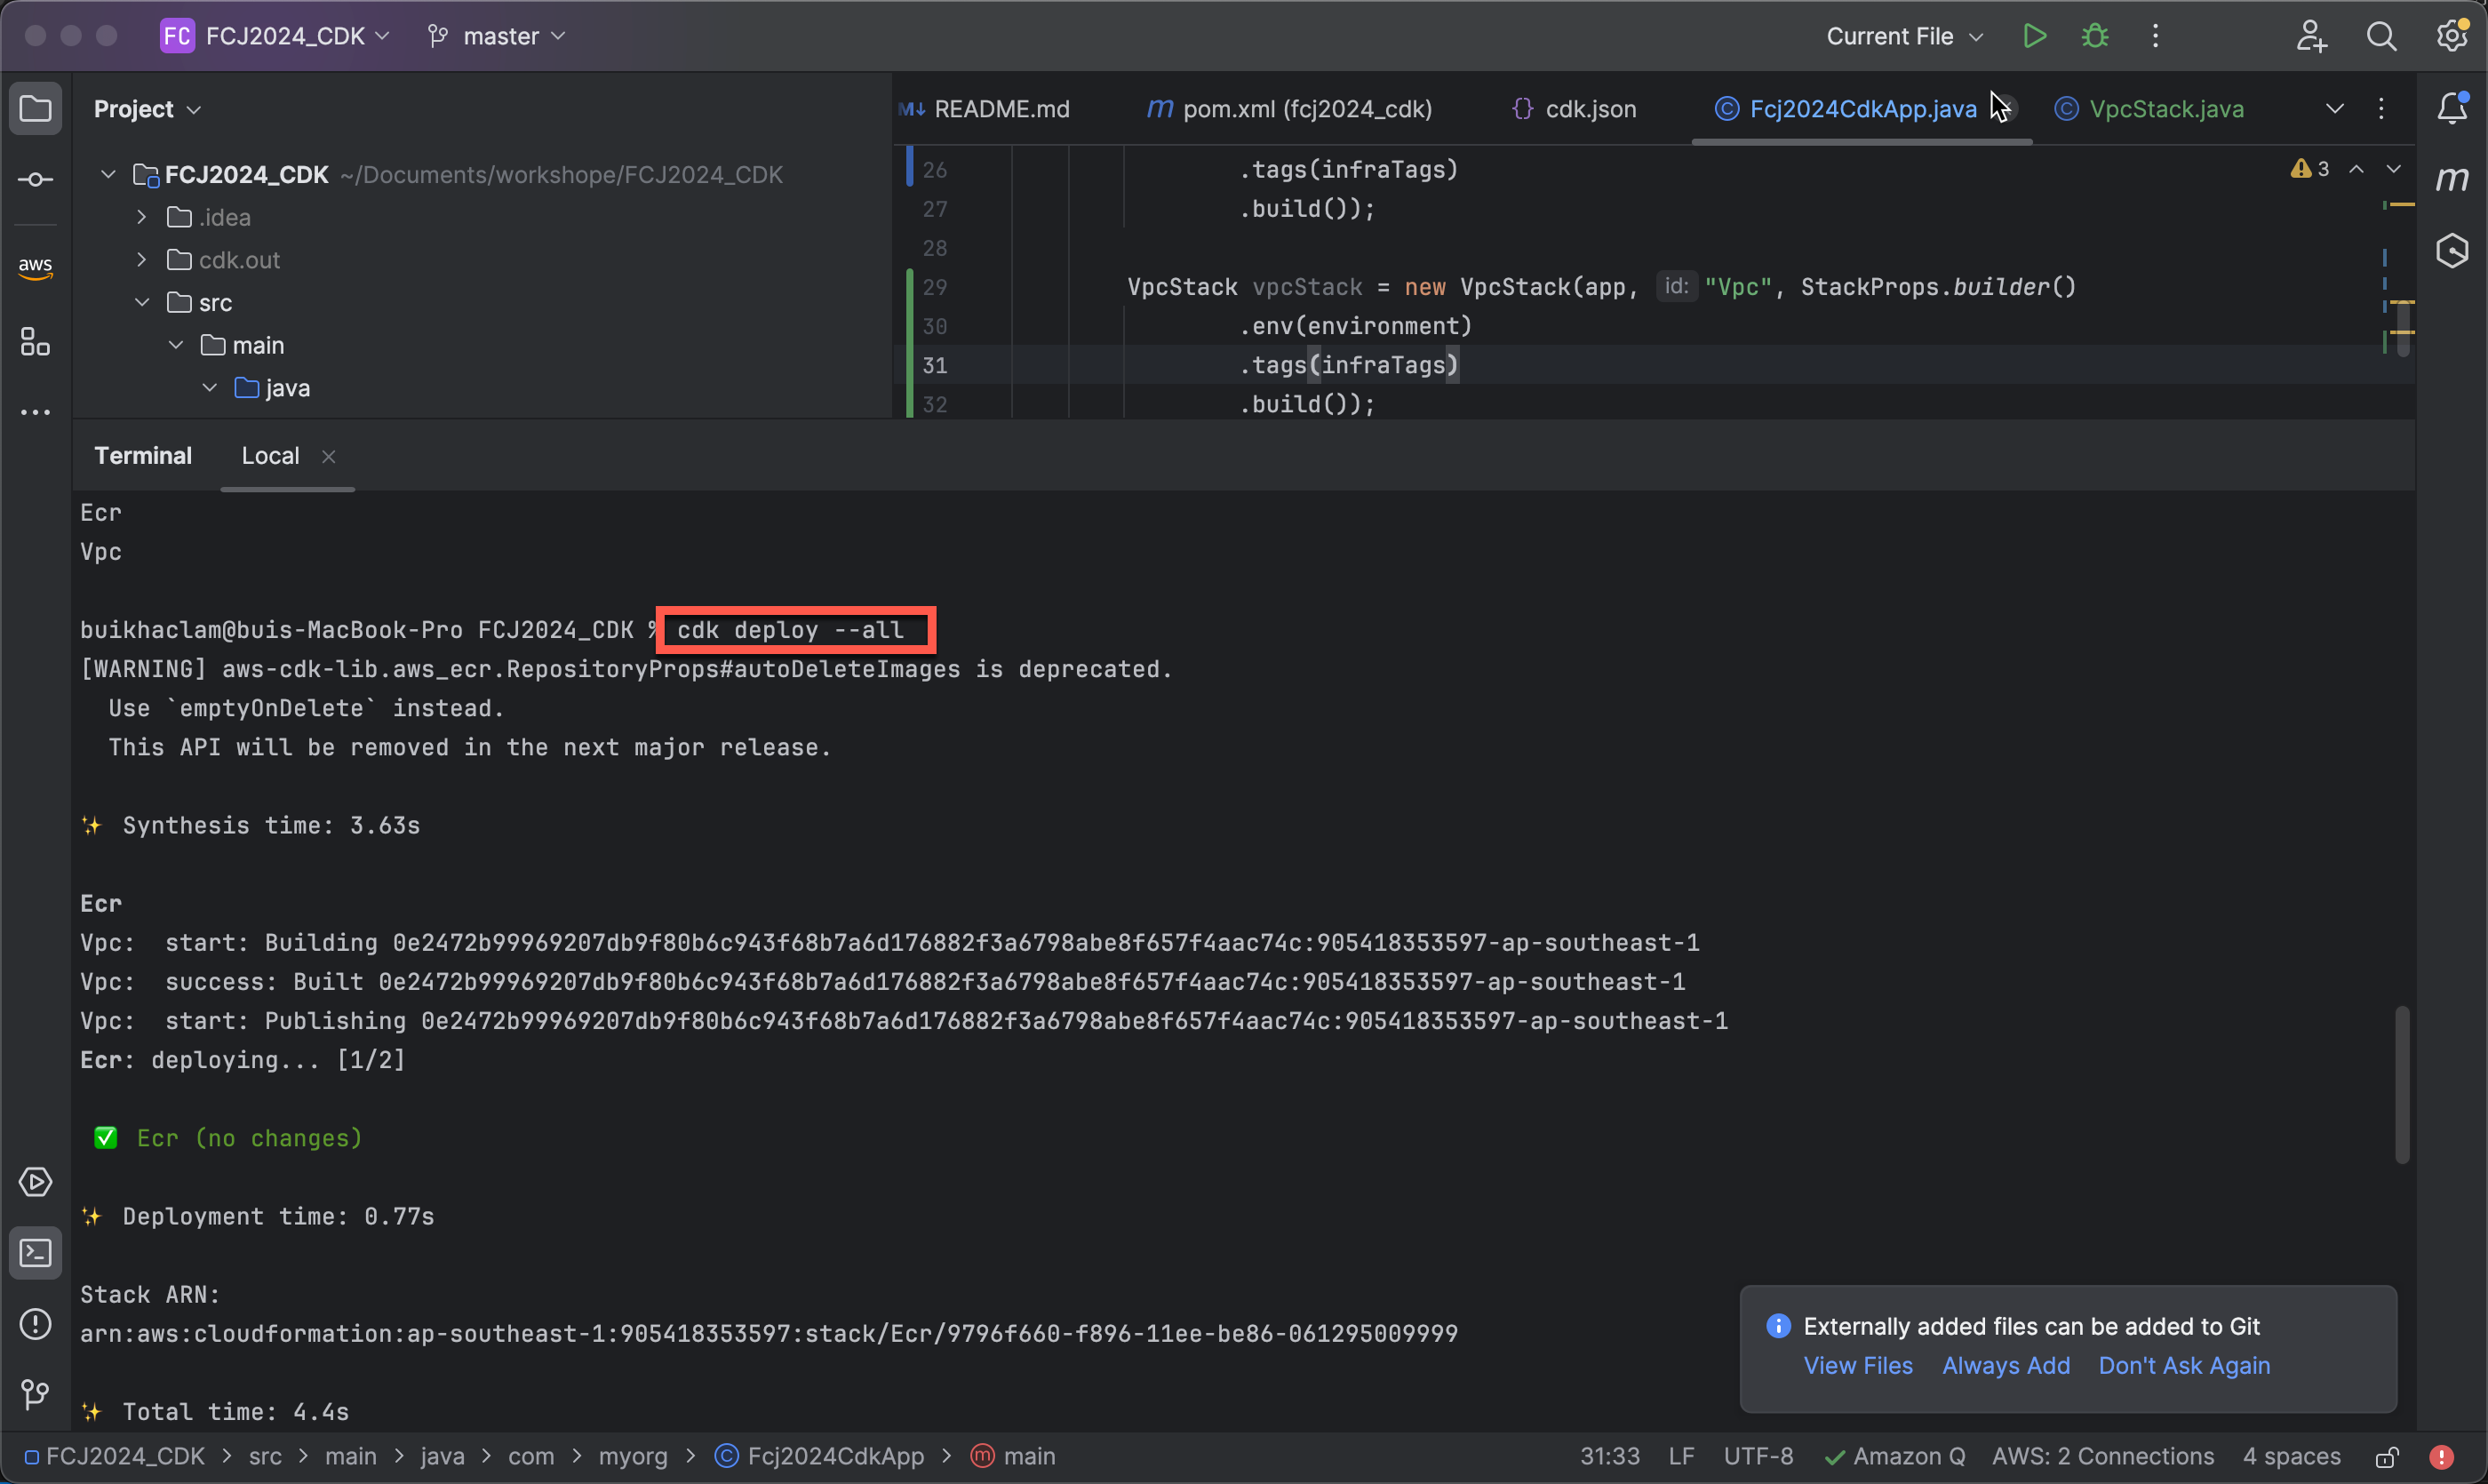 FC FCJ2024_CDK master Current File
Project
README.md pom.xml (fcj2024_cdk) cdk.json Fcj2024CdkApp.java VpcStack.java
FCJ2024_CDK ~/Documents/workshope/FCJ2024_CDK
.idea
cdk.out
src
main
java
aws
26 .tags(infraTags)
27 .build());
28
29 VpcStack vpcStack = new VpcStack(app, id: "Vpc", StackProps.builder()
30 .env(environment)
31 .tags(infraTags)
32 .build());
3
Terminal Local
Ecr
Vpc
buikhaclam@buis-MacBook-Pro FCJ2024_CDK % cdk deploy --all
[WARNING] aws-cdk-lib.aws_ecr.RepositoryProps#autoDeleteImages is deprecated.
Use `emptyOnDelete` instead.
This API will be removed in the next major release.
✨ Synthesis time: 3.63s
Ecr
Vpc: start: Building 0e2472b99969207db9f80b6c943f68b7a6d176882f3a6798abe8f657f4aac74c:905418353597-ap-southeast-1
Vpc: success: Built 0e2472b99969207db9f80b6c943f68b7a6d176882f3a6798abe8f657f4aac74c:905418353597-ap-southeast-1
Vpc: start: Publishing 0e2472b99969207db9f80b6c943f68b7a6d176882f3a6798abe8f657f4aac74c:905418353597-ap-southeast-1
Ecr: deploying... [1/2]
✅ Ecr (no changes)
✨ Deployment time: 0.77s
Stack ARN:
arn:aws:cloudformation:ap-southeast-1:905418353597:stack/Ecr/9796f660-f896-11ee-be86-061295009999
✨ Total time: 4.4s
Externally added files can be added to Git
View Files Always Add Don't Ask Again
FCJ2024_CDK > src > main > java > com > myorg > Fcj2024CdkApp > main 31:33 LF UTF-8 Amazon Q AWS: 2 Connections 4 spaces